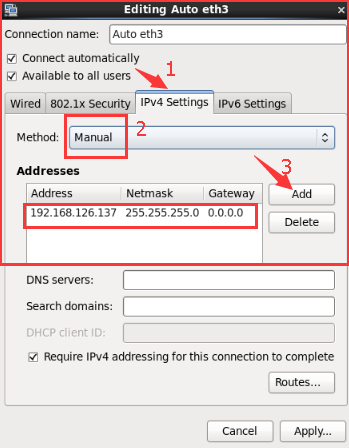 Editing Auto eth3
Connection name: Auto eth3
Connect automatically
Available to all users
1
Wired 802.1x Security IPv4 Settings IPv6 Settings
Method: Manual 2
3
Addresses
Address Netmask Gateway Add
192.168.126.137 255.255.255.0 0.0.0.0
Delete
DNS servers:
Search domains:
DHCP client ID:
Require IPv4 addressing for this connection to complete
Routes...
Cancel Apply...